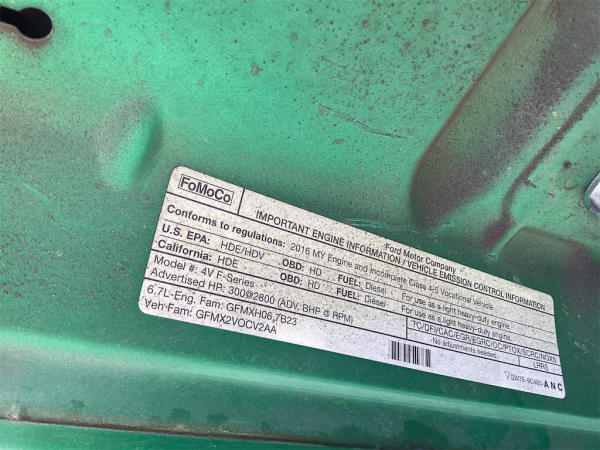 FoMoCo
Ford Motor Company
IMPORTANT ENGINE INFORMATION / VEHICLE EMISSION CONTROL INFORMATION
Conforms to regulations: 2016 MY Engine and Incomplete Class 4-5 Vocational Vehicle
U.S. EPA: HDE/HDV OBD: HD FUEL: Diesel - For use as a light heavy-duty engine.
California: HDE OBD: HD FUEL: Diesel - For use as a light heavy-duty engine.
Model #: 4V F-Series
Advertised HP: 300@2800 (ADV. BHP @ RPM)
TC/DFI/CAC/EGR/EGRC/OC/PTOX/SCRC/NOXS
6.7L-Eng. Fam: GFMXH06.7B23
-No adjustments needed. LHRS
Veh Fam: GFMX2VOCV2AA
ANC